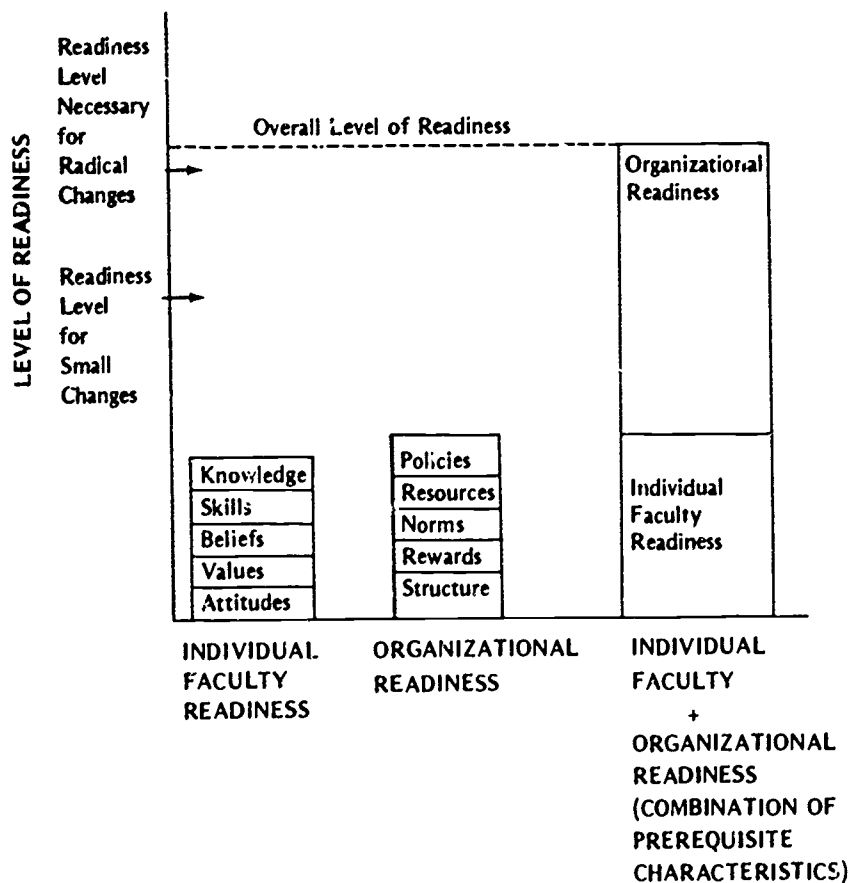 LEVEL OF READINESS
Readiness
Level
Necessary
for
Radical
Changes
Readiness
Level
for
Small
Changes
Overall Level of Readiness
Organizational
Readiness
Individual
Faculty
Readiness
Knowledge
Skills
Beliefs
Values
Attitudes
Policies
Resources
Norms
Rewards
Structure
INDIVIDUAL
FACULTY
READINESS
ORGANIZATIONAL
READINESS
INDIVIDUAL
FACULTY
+
ORGANIZATIONAL
READINESS
(COMBINATION OF
PREREQUISITE
CHARACTERISTICS)